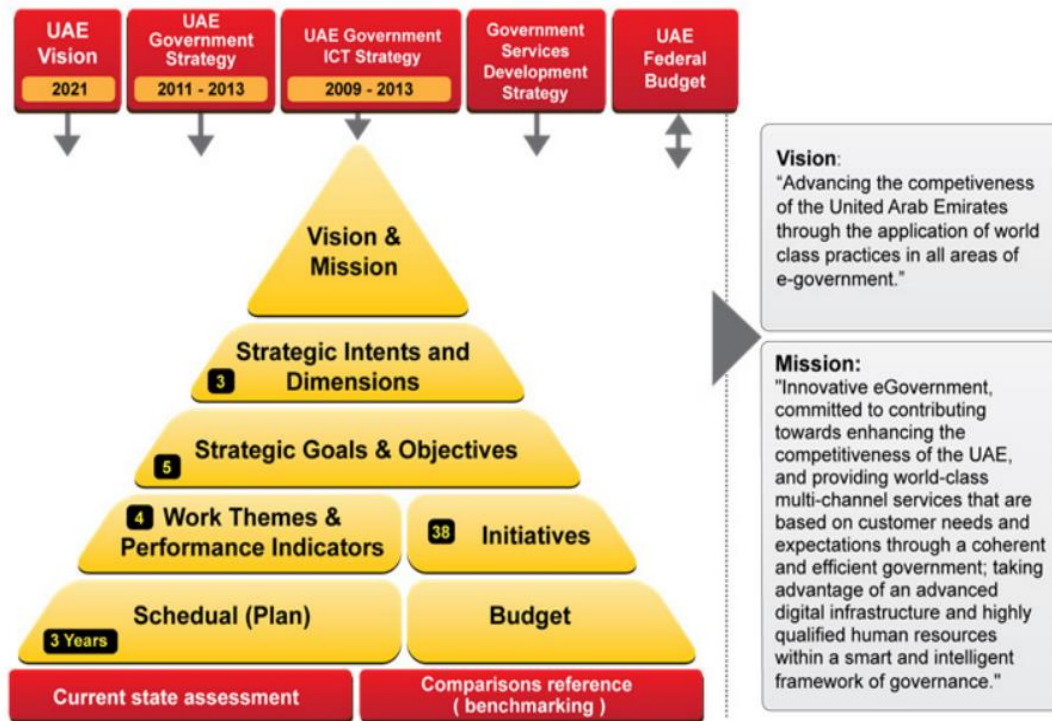 UAE
Vision
2021
UAE
Government
Strategy
2011 - 2013
UAE Government
ICT Strategy
2009 - 2013
Government
Services
Development
Strategy
UAE
Federal
Budget
Vision &
Mission
Strategic Intents and
Dimensions
3
Strategic Goals & Objectives
5
4
Work Themes &
Performance Indicators
38
Initiatives
Schedual (Plan)
3 Years
Budget
Current state assessment
Comparisons reference
( benchmarking )
Vision:
“Advancing the competiveness
of the United Arab Emirates
through the application of world
class practices in all areas of
e-government.”
Mission:
"Innovative eGovernment,
committed to contributing
towards enhancing the
competitiveness of the UAE,
and providing world-class
multi-channel services that are
based on customer needs and
expectations through a coherent
and efficient government; taking
advantage of an advanced
digital infrastructure and highly
qualified human resources
within a smart and intelligent
framework of governance."